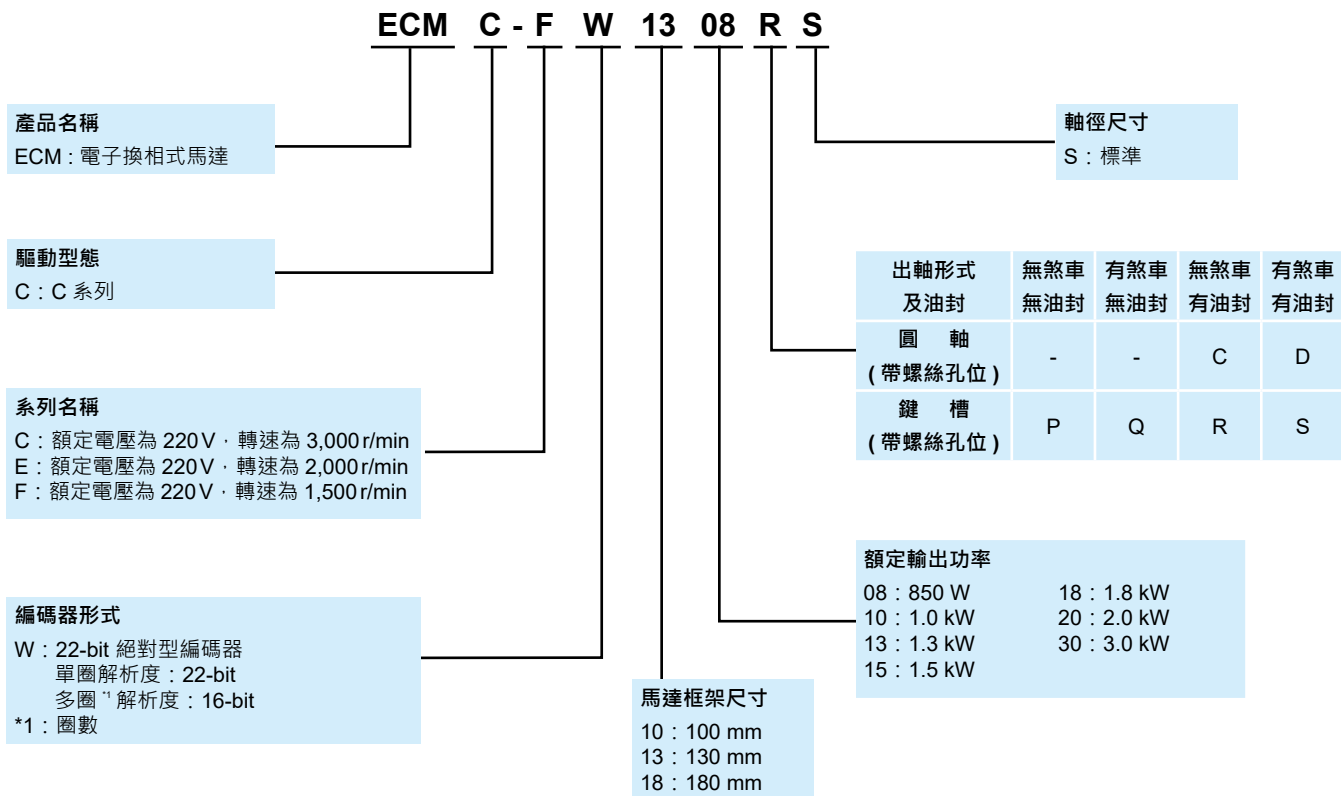 ECM C - F W 13 08 R S
產品名稱
ECM：電子換相式馬達
驅動型態
C：C 系列
系列名稱
C：額定電壓為 220V，轉速為 3,000r/min
E：額定電壓為 220V，轉速為 2,000r/min
F：額定電壓為 220V，轉速為 1,500r/min
編碼器形式
W：22-bit 絕對型編碼器
單圈解析度：22-bit
多圈*1 解析度：16-bit
*1：圈數
馬達框架尺寸
10：100 mm
13：130 mm
18：180 mm
額定輸出功率
08：850 W 18：1.8 kW
10：1.0 kW 20：2.0 kW
13：1.3 kW 30：3.0 kW
15：1.5 kW
出軸形式 無煞車 有煞車 無煞車 有煞車
及油封 無油封 無油封 有油封 有油封
圓 軸
(帶螺絲孔位) - - C D
鍵 槽
(帶螺絲孔位) P Q R S
軸徑尺寸
S：標準